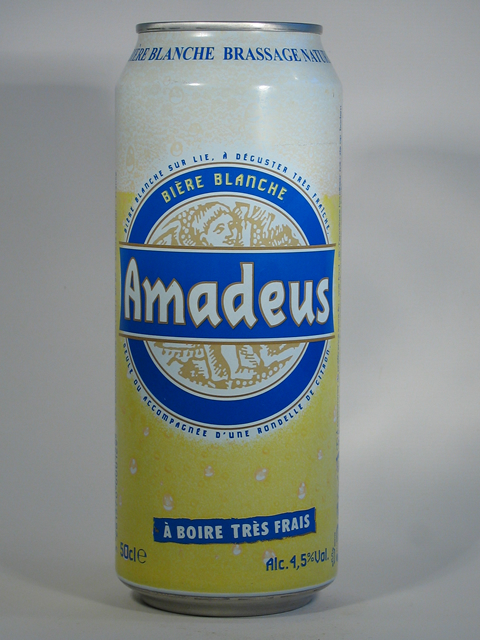 BLANCHE BRASSAGE
BIÈRE BLANCHE SUR LIE, À DÉGUSTER TRÈS FRAÎCHE,
BIÈRE BLANCHE
Amadeus
SEULE OU ACCOMPAGNÉE D'UNE RONDELLE DE CITRON
À BOIRE TRÈS FRAIS
50cl e
Alc. 4,5% Vol.